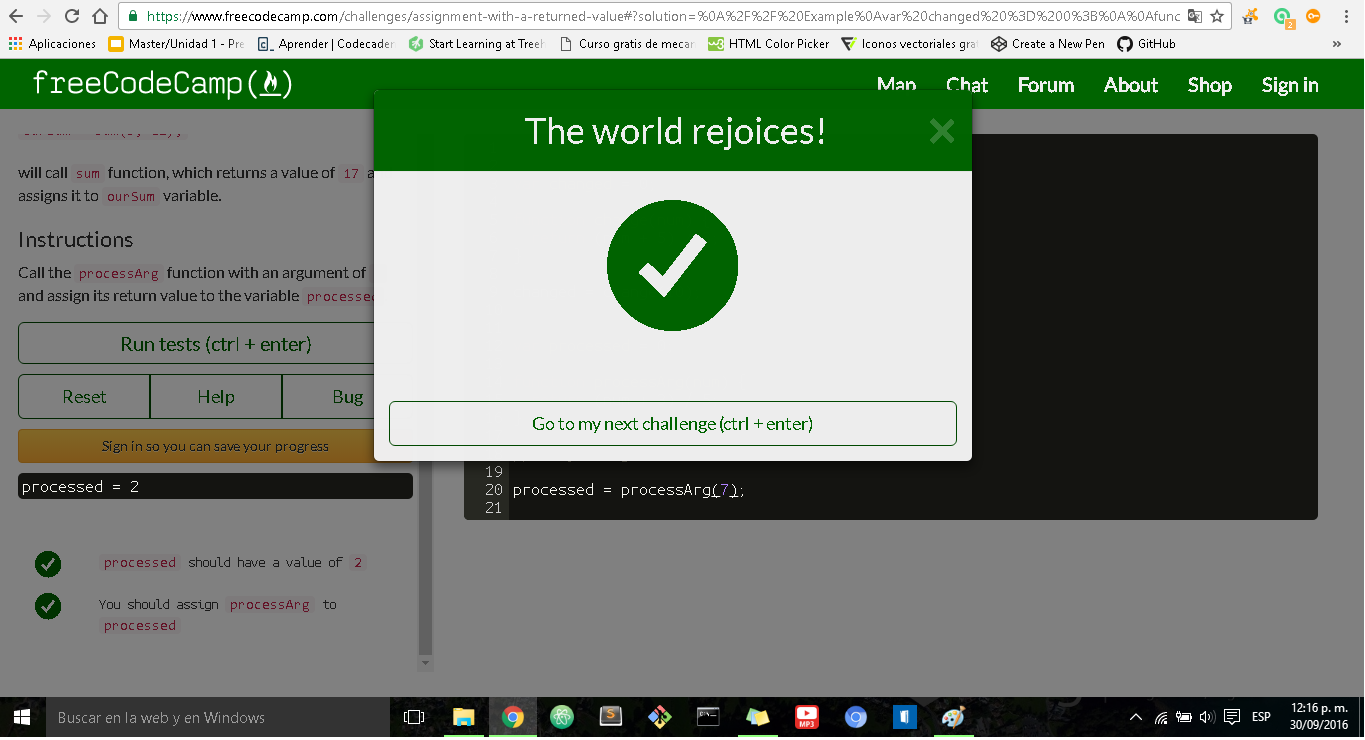 https://www.freecodecamp.com/challenges/assignment-with-a-returned-value#?solution=%0A%2F%2F%20Example%0Avar%20changed%20%3D%200%3B%0A%0Afunc
Aplicaciones Master/Unidad 1 - Pre Aprender | Codecader Start Learning at Treeh Curso gratis de mecan HTML Color Picker Iconos vectoriales gra Create a New Pen GitHub »
freeCodeCamp
Map Chat Forum About Shop Sign in
The world rejoices!
will call sum function, which returns a value of 17 a
assigns it to ourSum variable.
Instructions
Call the processArg function with an argument of
and assign its return value to the variable processed
Run tests (ctrl + enter)
Reset Help Bug
Go to my next challenge (ctrl + enter)
Sign in so you can save your progress
processed = 2
19
20 processed = processArg(7);
21
processed should have a value of 2
You should assign processArg to
processed
Buscar en la web y en Windows
MP3
ESP
12:16 p. m.
30/09/2016